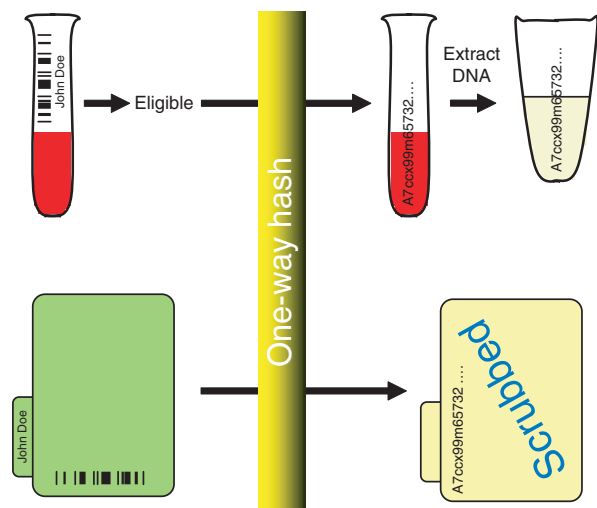 John Doe
Eligible
One-way hash
A7ccx99m65732....
Extract
DNA
A7ccx99m65732....
John Doe
A7ccx99m65732 ....
Scrubbed